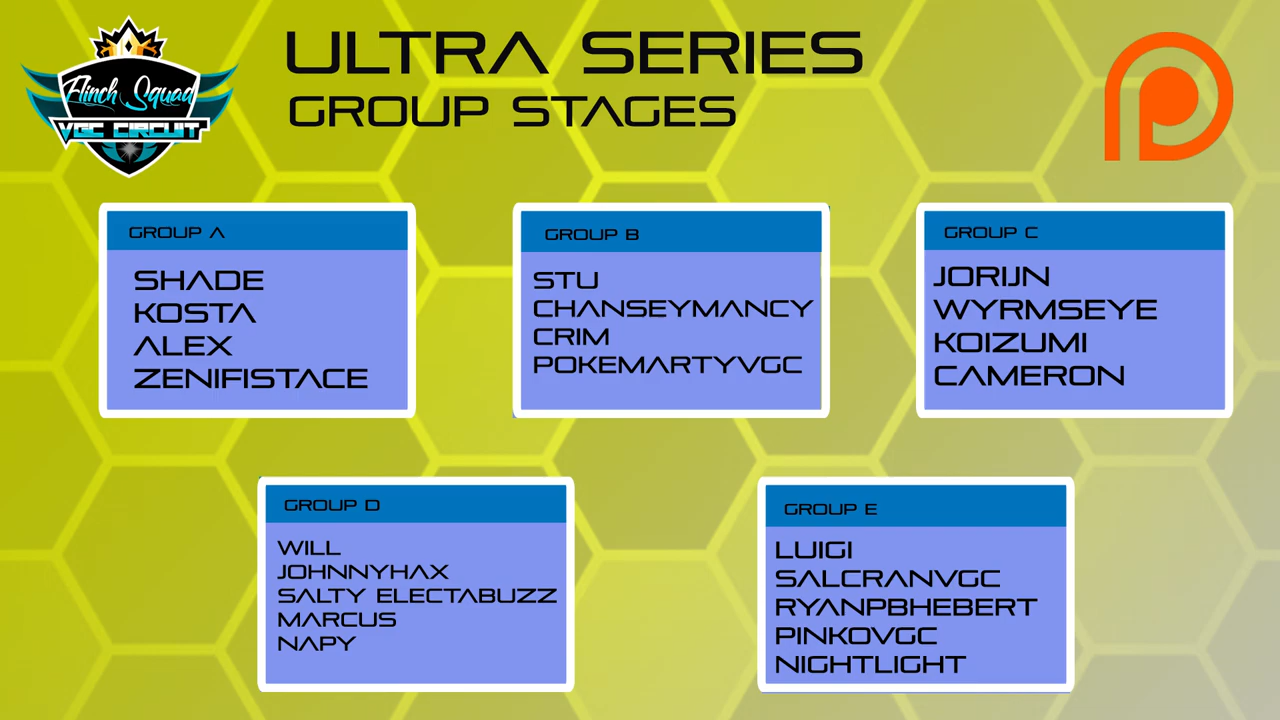 Flinch Squad
VGC CIRCUIT
ULTRA SERIES
GROUP STAGES
GROUP A
SHADE
KOSTA
ALEX
ZENIFISTACE
GROUP B
STU
CHANSEYMANCY
CRIM
POKEMARTYVGC
GROUP C
JORIJN
WYRMSEYE
KOIZUMI
CAMERON
GROUP D
WILL
JOHNNYHAX
SALTY ELECTABUZZ
MARCUS
NAPY
GROUP E
LUIGI
SALCRANVGC
RYANPBHEBERT
PINKOVGC
NIGHTLIGHT